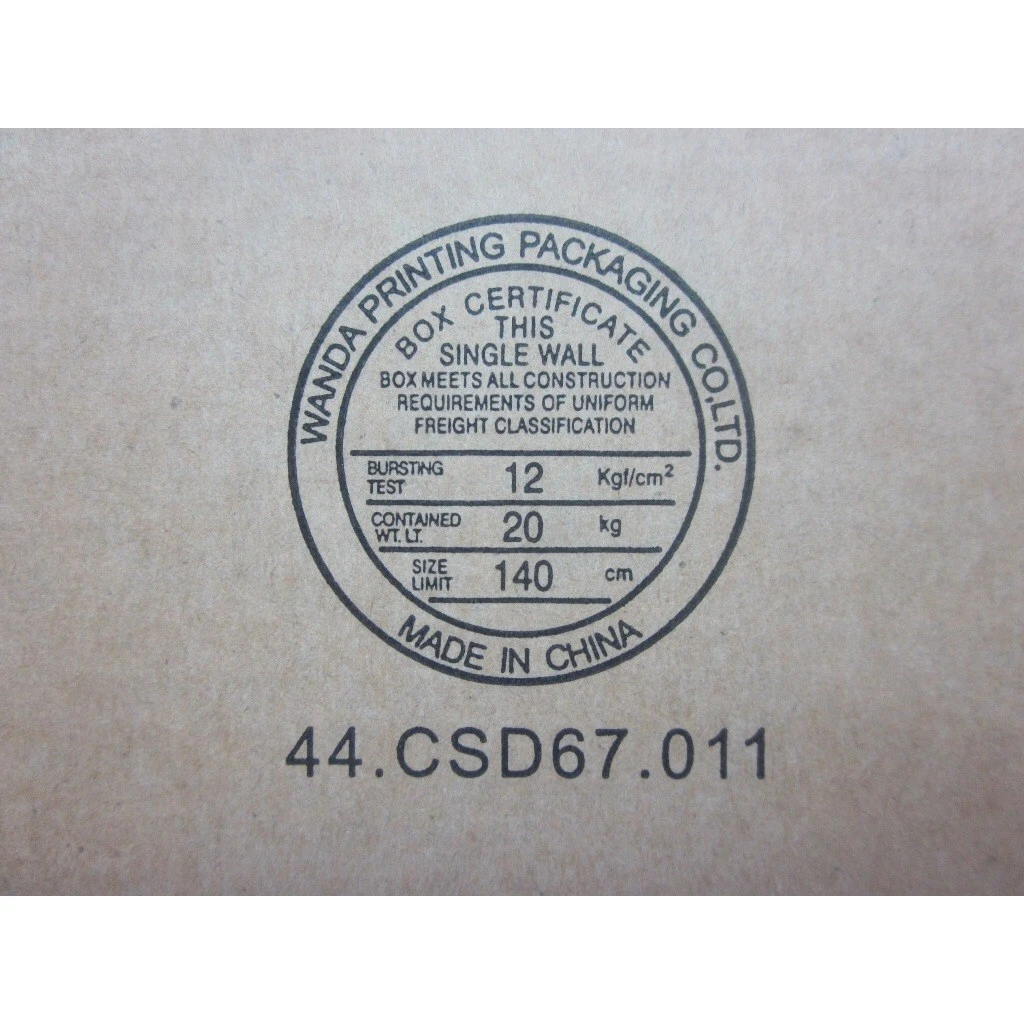 WANDA PRINTING PACKAGING CO.,LTD.
BOX CERTIFICATE
THIS
SINGLE WALL
BOX MEETS ALL CONSTRUCTION
REQUIREMENTS OF UNIFORM
FREIGHT CLASSIFICATION
BURSTING TEST 12 Kgf/cm²
CONTAINED WT. LT. 20 kg
SIZE LIMIT 140 cm
MADE IN CHINA
44.CSD67.011